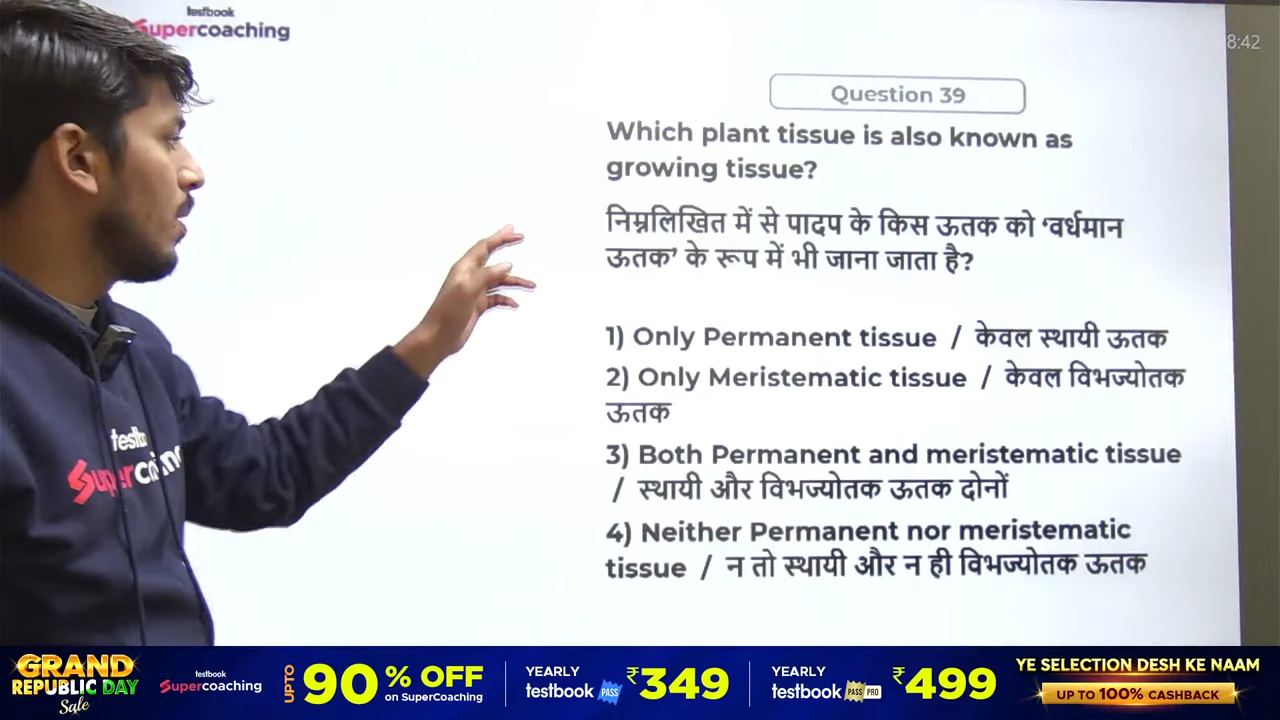 testbook
Supercoaching
8:42
Question 39
Which plant tissue is also known as
growing tissue?
निम्नलिखित में से पादप के किस ऊतक को ‘वर्धमान
ऊतक’ के रूप में भी जाना जाता है?
1) Only Permanent tissue / केवल स्थायी ऊतक
2) Only Meristematic tissue / केवल विभज्योतक
ऊतक
3) Both Permanent and meristematic tissue
/ स्थायी और विभज्योतक ऊतक दोनों
4) Neither Permanent nor meristematic
tissue / न तो स्थायी और न ही विभज्योतक ऊतक
GRAND
REPUBLIC DAY
Sale
testbook
Supercoaching
UPTO
90% OFF
on SuperCoaching
YEARLY
testbook PASS
₹349
YEARLY
testbook PASS PRO
₹499
YE SELECTION DESH KE NAAM
UP TO 100% CASHBACK